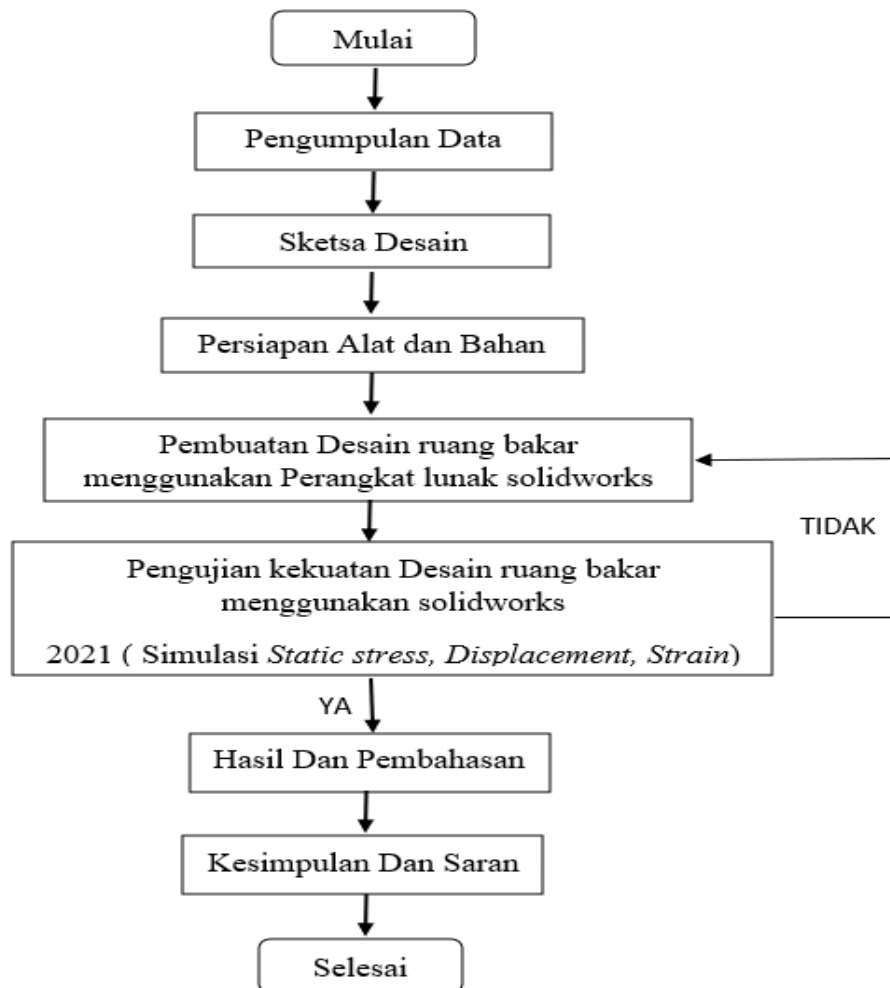 Mulai
Pengumpulan Data
Sketsa Desain
Persiapan Alat dan Bahan
Pembuatan Desain ruang bakar
menggunakan Perangkat lunak solidworks
TIDAK
Pengujian kekuatan Desain ruang bakar
menggunakan solidworks
2021 ( Simulasi Static stress, Displacement, Strain)
YA
Hasil Dan Pembahasan
Kesimpulan Dan Saran
Selesai